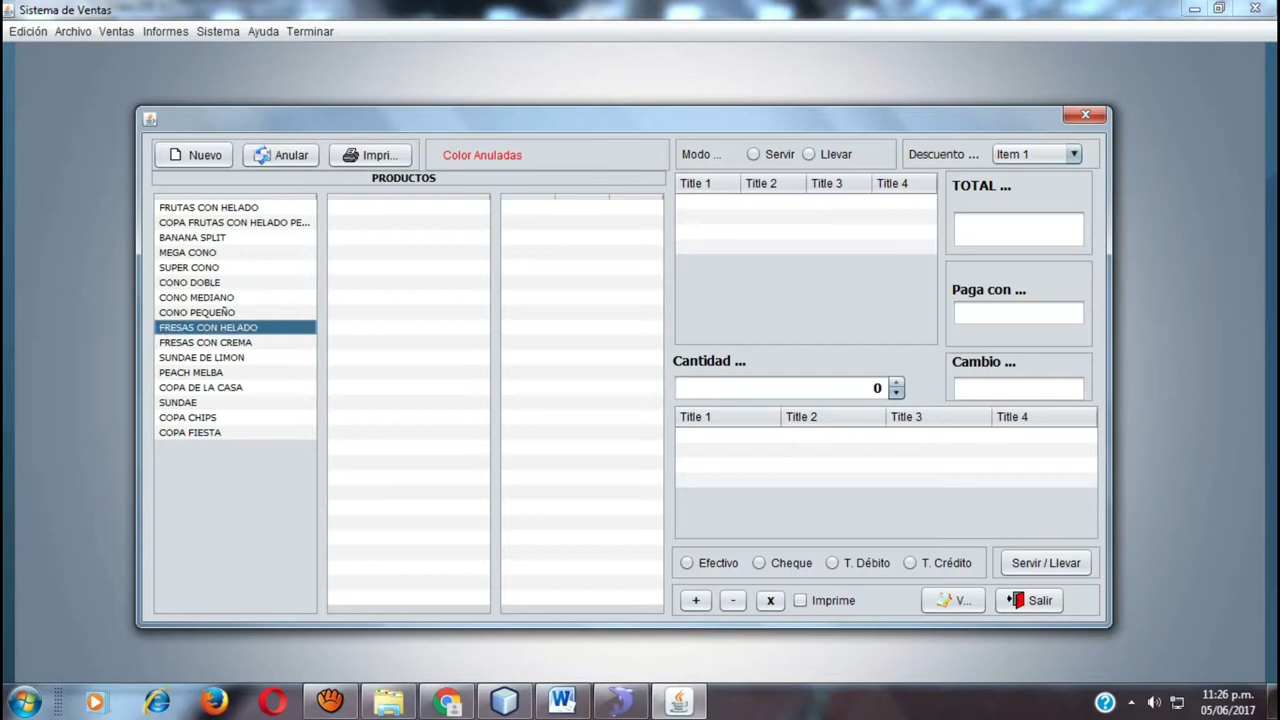 Sistema de Ventas
Edición Archivo Ventas Informes Sistema Ayuda Terminar
Nuevo Anular Impri... Color Anuladas
Modo ... Servir Llevar Descuento ... Item 1
PRODUCTOS
FRUTAS CON HELADO
COPA FRUTAS CON HELADO PE...
BANANA SPLIT
MEGA CONO
SUPER CONO
CONO DOBLE
CONO MEDIANO
CONO PEQUEÑO
FRESAS CON HELADO
FRESAS CON CREMA
SUNDAE DE LIMON
PEACH MELBA
COPA DE LA CASA
SUNDAE
COPA CHIPS
COPA FIESTA
Title 1 Title 2 Title 3 Title 4
TOTAL ...
Paga con ...
Cantidad ...
0
Cambio ...
Title 1 Title 2 Title 3 Title 4
Efectivo Cheque T. Débito T. Crédito Servir / Llevar
+ - x Imprime V... Salir
11:26 p.m.
05/06/2017